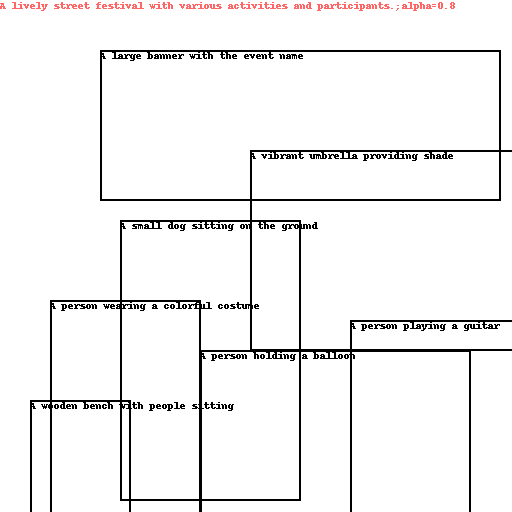 A lively street festival with various activities and participants.;alpha=0.8
A large banner with the event name
A vibrant umbrella providing shade
A small dog sitting on the ground
A person wearing a colorful costume
A person playing a guitar
A person holding a balloon
A wooden bench with people sitting